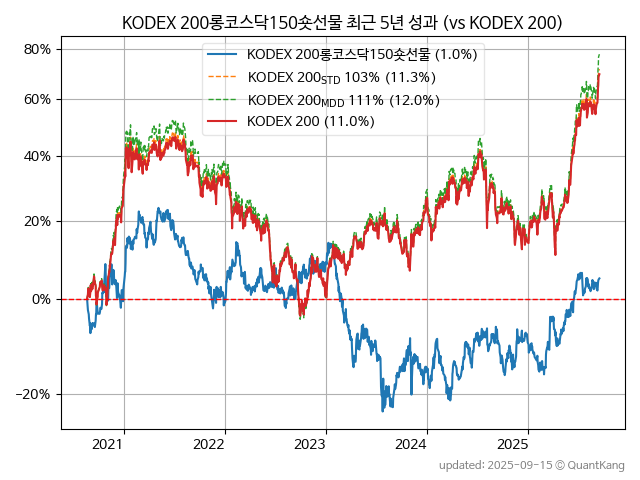 KODEX 200롱코스닥150숏선물 최근 5년 성과 (vs KODEX 200)
KODEX 200롱코스닥150숏선물 (1.0%)
KODEX 200STD 103% (11.3%)
KODEX 200MDD 111% (12.0%)
KODEX 200 (11.0%)
80%
60%
40%
20%
0%
−20%
2021 2022 2023 2024 2025
updated: 2025-09-15 © QuantKang